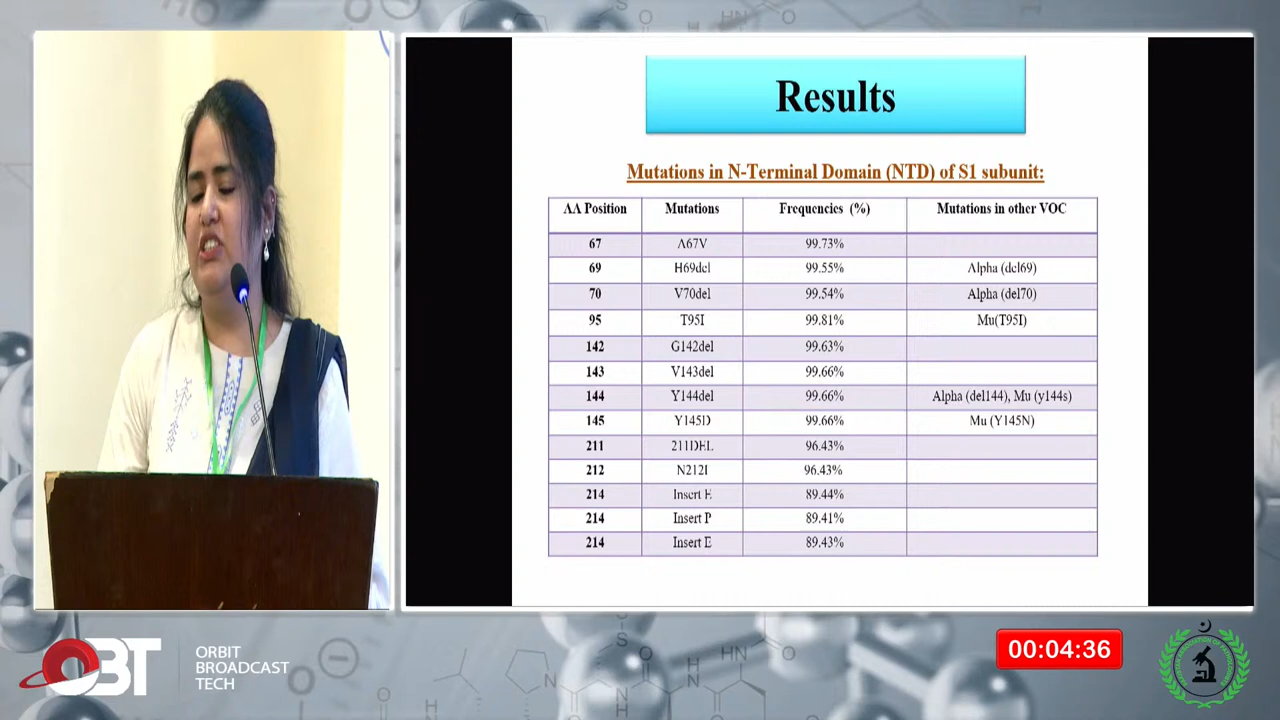 Results
Mutations in N-Terminal Domain (NTD) of S1 subunit:
AA Position Mutations Frequencies (%) Mutations in other VOC
67 A67V 99.73%
69 H69del 99.55% Alpha (del69)
70 V70del 99.54% Alpha (del70)
95 T95I 99.81% Mu(T95I)
142 G142del 99.63%
143 V143del 99.66%
144 Y144del 99.66% Alpha (del144), Mu (y144s)
145 Y145D 99.66% Mu (Y145N)
211 211DEL 96.43%
212 N212I 96.43%
214 Insert E 89.44%
214 Insert P 89.41%
214 Insert E 89.43%
OBT
ORBIT
BROADCAST
TECH
00:04:36